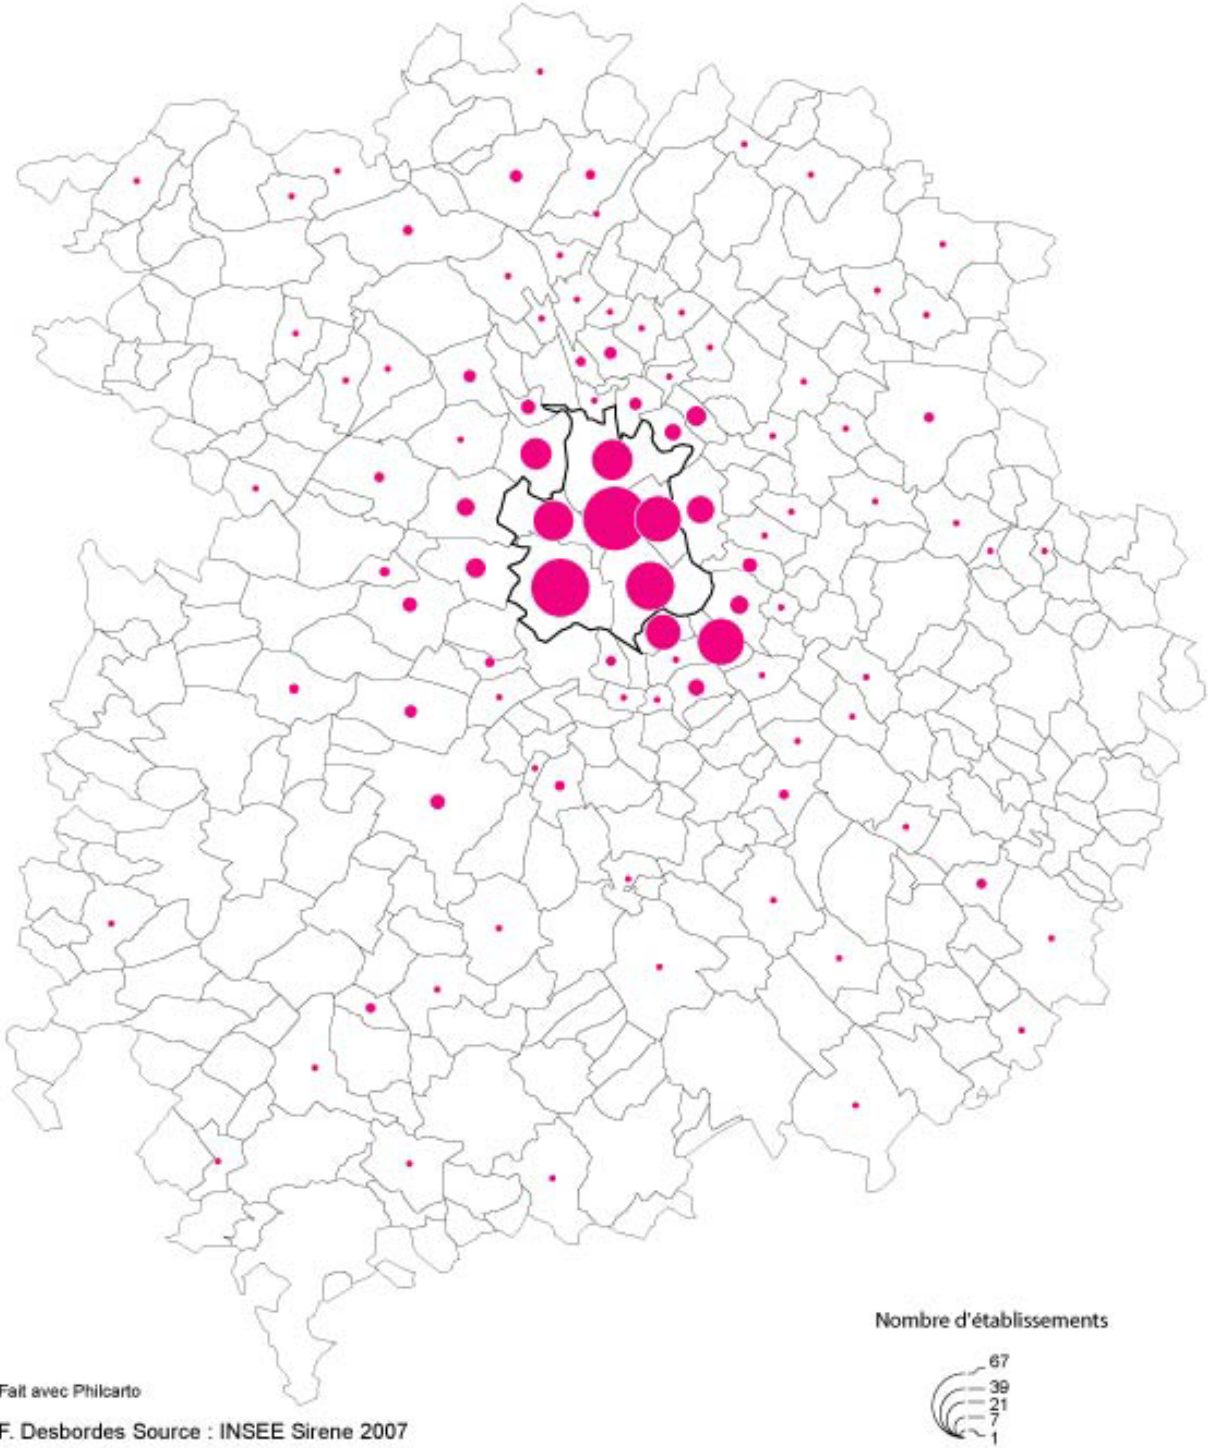 Nombre d'établissements
67
39
21
7
1
Fait avec Philcarto
F. Desbordes Source : INSEE Sirene 2007